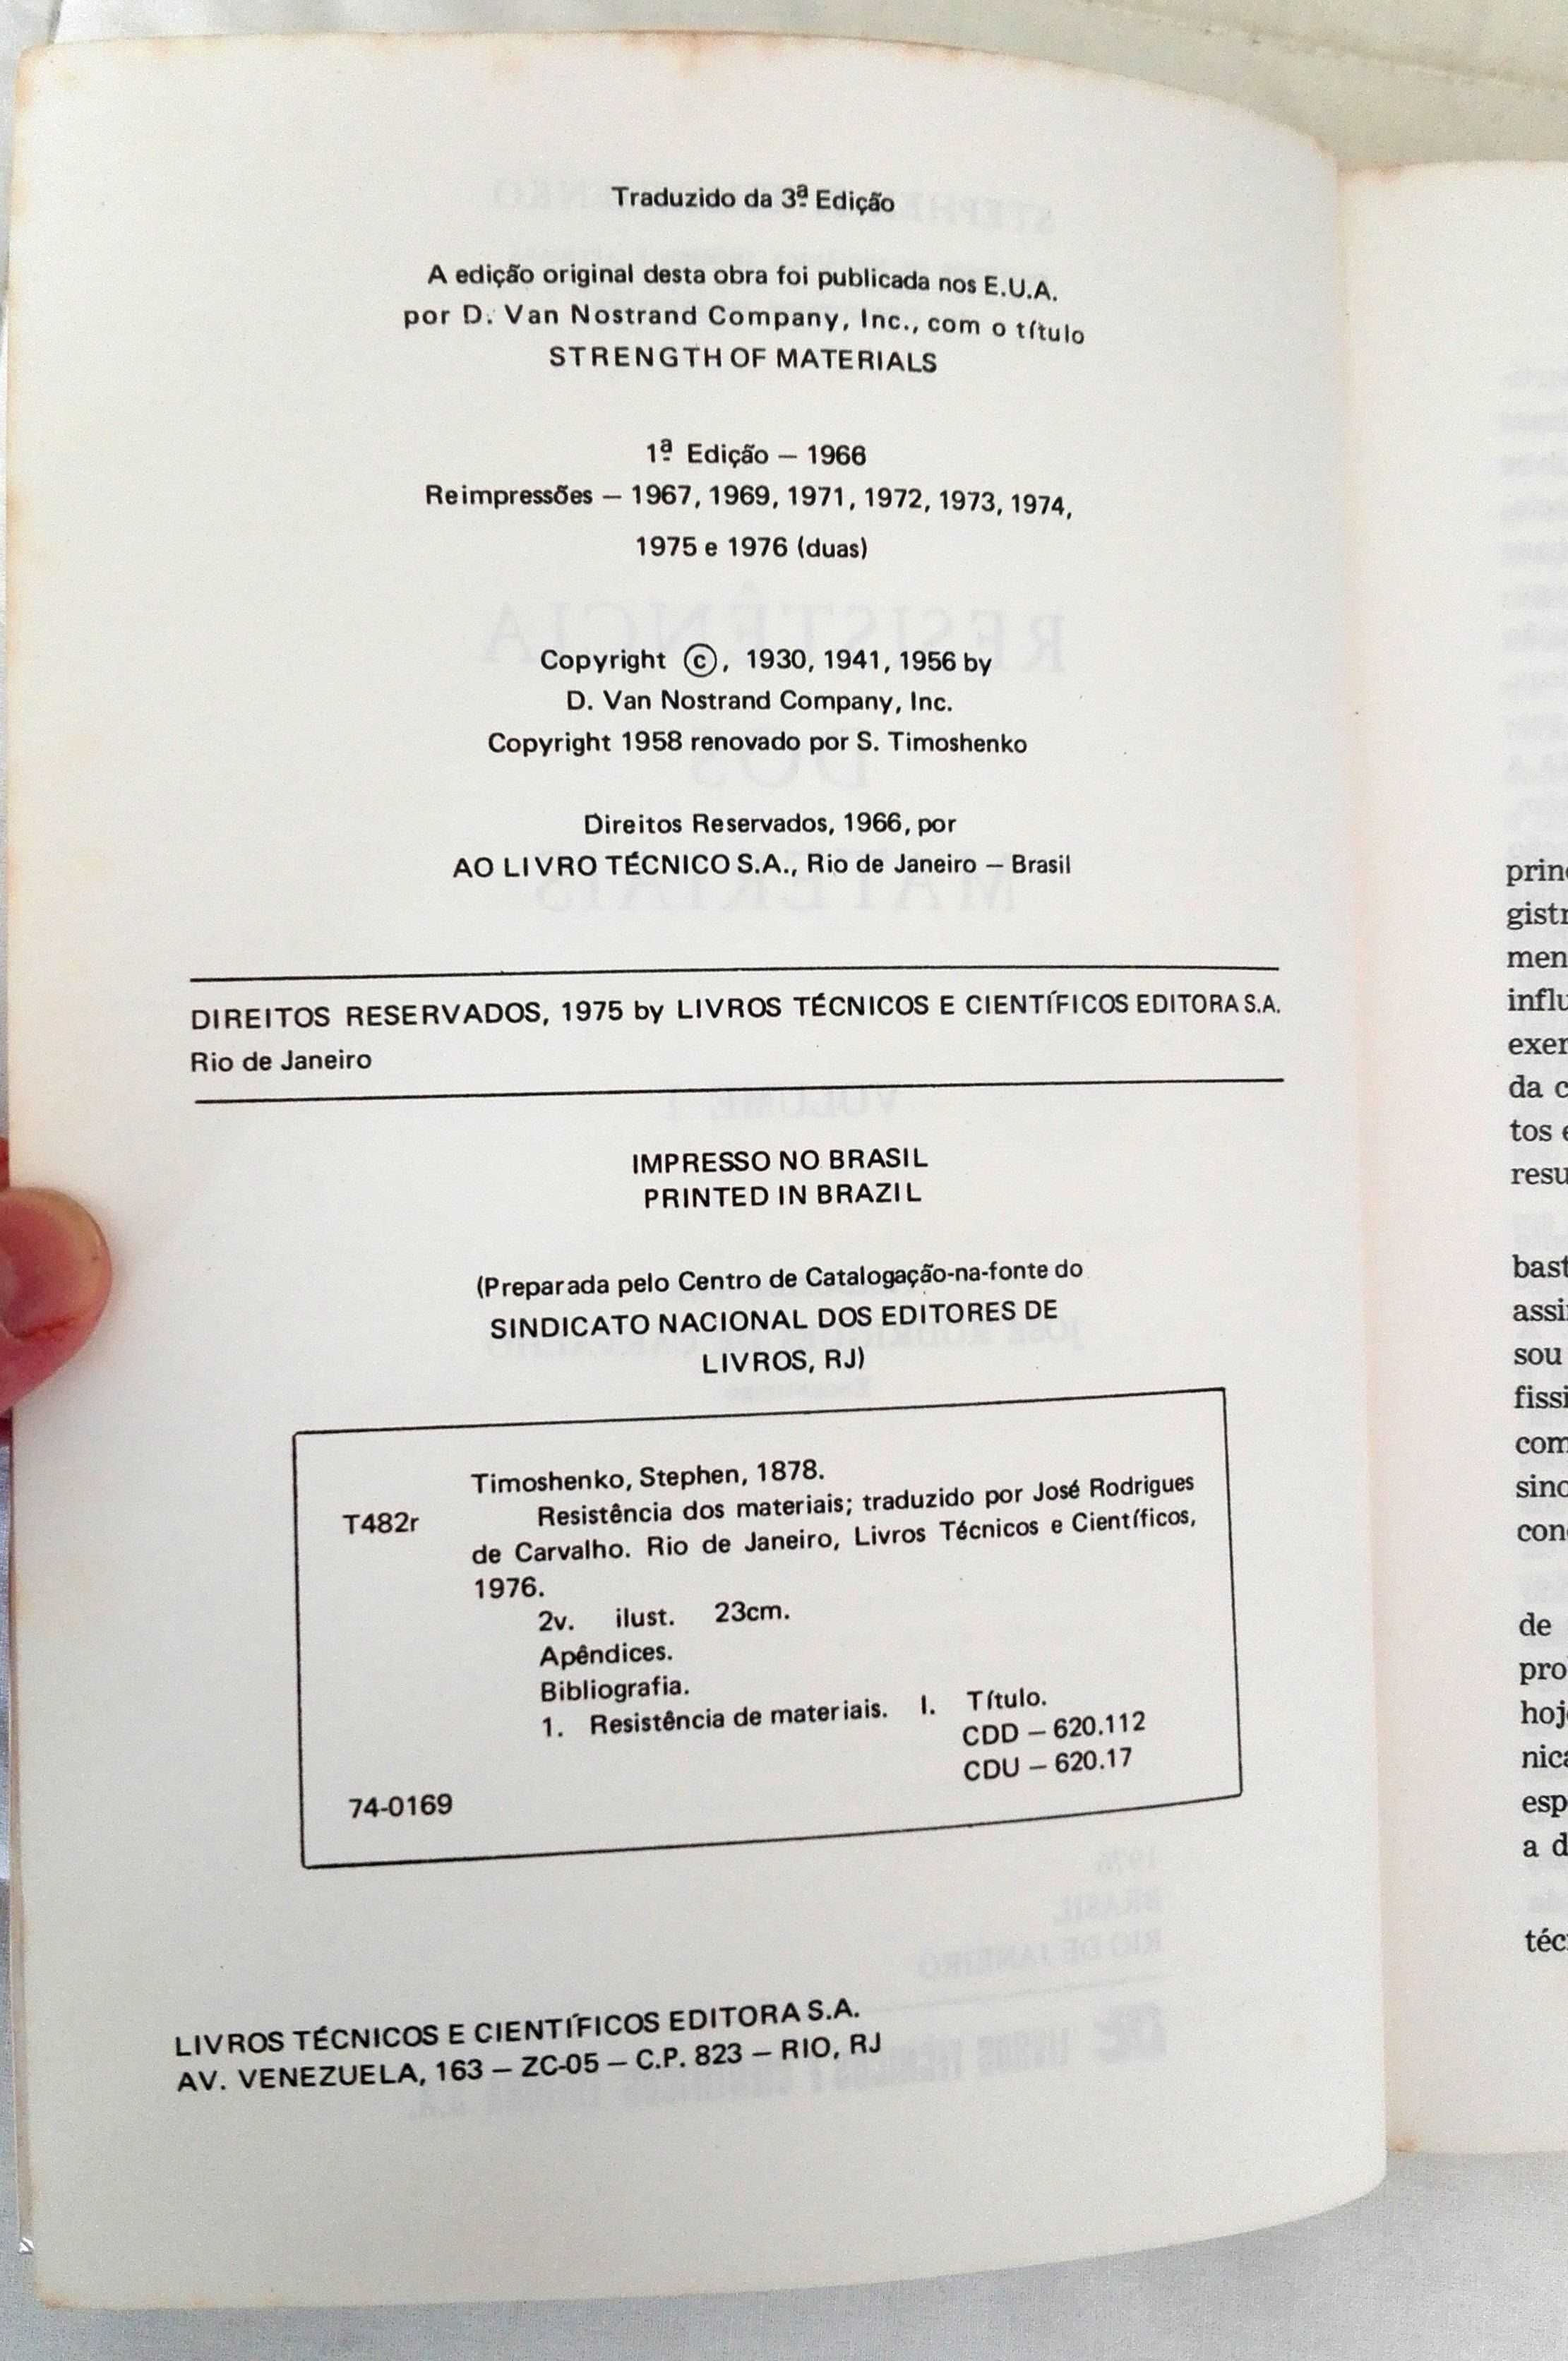 Traduzido da 3ª Edição
A edição original desta obra foi publicada nos E.U.A.
por D. Van Nostrand Company, Inc., com o título
STRENGTH OF MATERIALS
1ª Edição — 1966
Reimpressões — 1967, 1969, 1971, 1972, 1973, 1974,
1975 e 1976 (duas)
Copyright ©, 1930, 1941, 1956 by
D. Van Nostrand Company, Inc.
Copyright 1958 renovado por S. Timoshenko
Direitos Reservados, 1966, por
AO LIVRO TÉCNICO S.A., Rio de Janeiro — Brasil
DIREITOS RESERVADOS, 1975 by LIVROS TÉCNICOS E CIENTÍFICOS EDITORA S.A.
Rio de Janeiro
IMPRESSO NO BRASIL
PRINTED IN BRAZIL
(Preparada pelo Centro de Catalogação-na-fonte do
SINDICATO NACIONAL DOS EDITORES DE
LIVROS, RJ)
Timoshenko, Stephen, 1878.
T482r Resistência dos materiais; traduzido por José Rodrigues
de Carvalho. Rio de Janeiro, Livros Técnicos e Científicos,
1976.
2v. ilust. 23cm.
Apêndices.
Bibliografia.
1. Resistência de materiais. I. Título.
CDD — 620.112
CDU — 620.17
74-0169
LIVROS TÉCNICOS E CIENTÍFICOS EDITORA S.A.
AV. VENEZUELA, 163 — ZC-05 — C.P. 823 — RIO, RJ